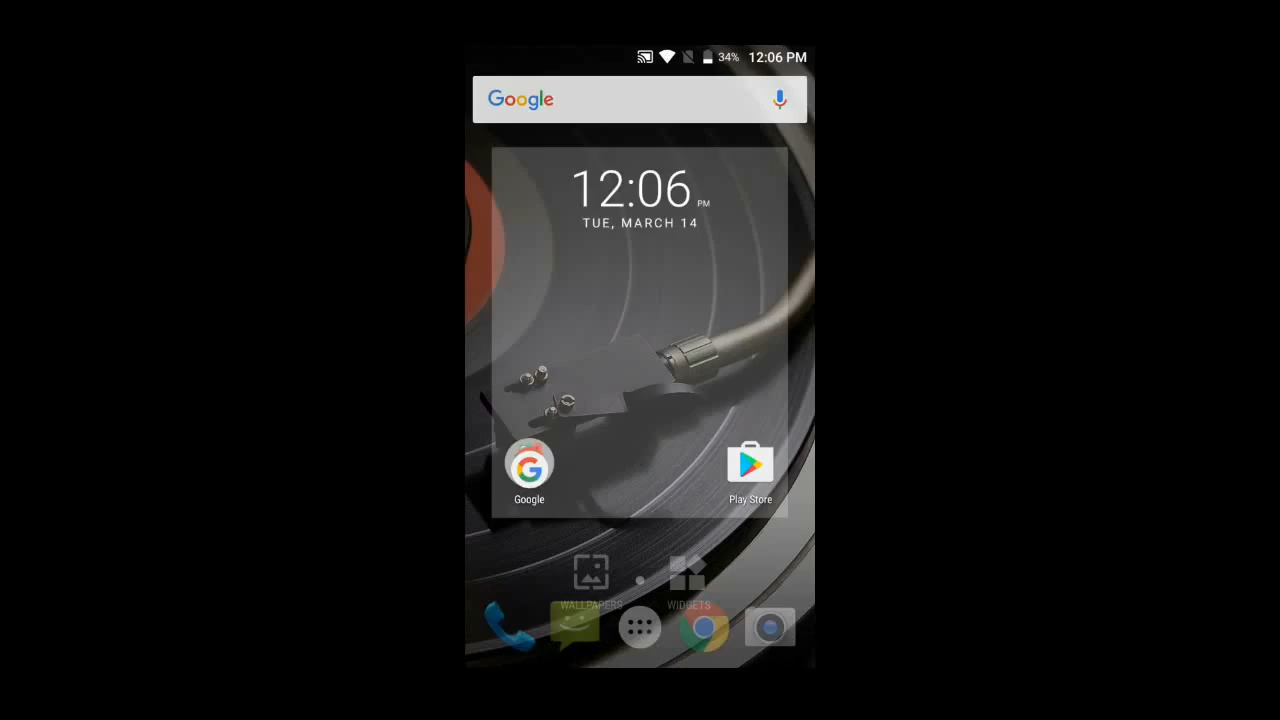 34% 12:06 PM
Google
12:06 PM
TUE, MARCH 14
Google
Play Store
WALLPAPERS
WIDGETS